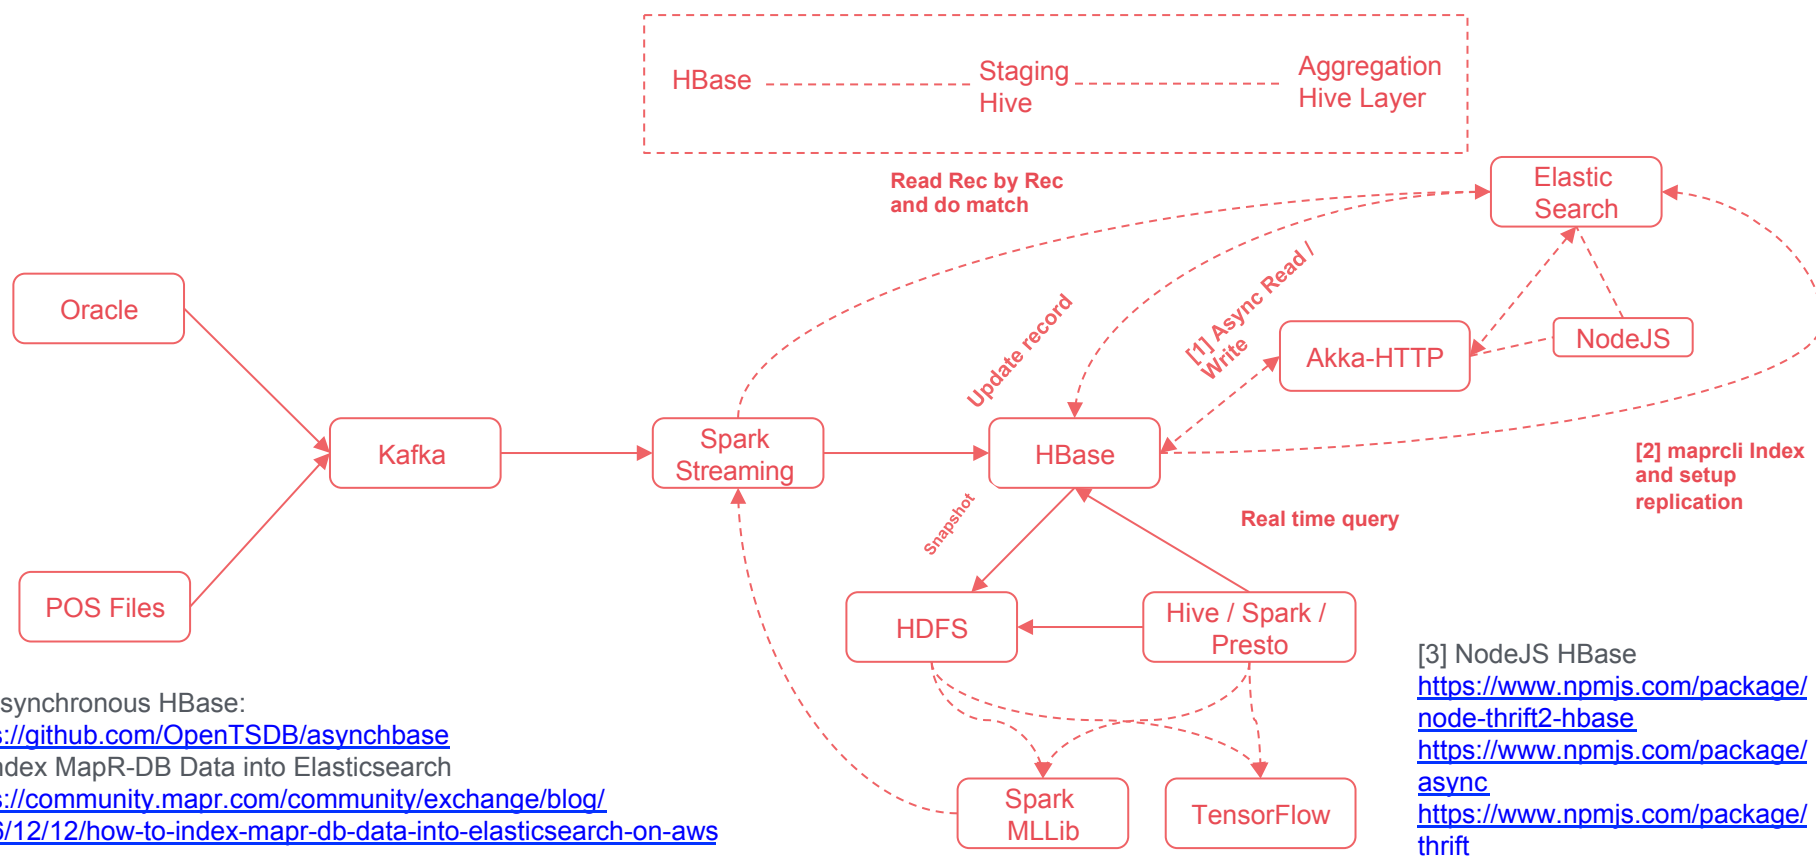 HBase
Staging
Hive
Aggregation
Hive Layer
Read Rec by Rec
and do match
Elastic
Search
Oracle
Update record
[1] Async Read /
Write
Akka-HTTP
NodeJS
Kafka
Spark
Streaming
HBase
[2] maprcli Index
and setup
replication
Snapshot
Real time query
POS Files
HDFS
Hive / Spark /
Presto
synchronous HBase:
s://github.com/OpenTSDB/asynchbase
ndex MapR-DB Data into Elasticsearch
s://community.mapr.com/community/exchange/blog/
6/12/12/how-to-index-mapr-db-data-into-elasticsearch-on-aws
Spark
MLLib
TensorFlow
[3] NodeJS HBase
https://www.npmjs.com/package/
node-thrift2-hbase
https://www.npmjs.com/package/
async
https://www.npmjs.com/package/
thrift